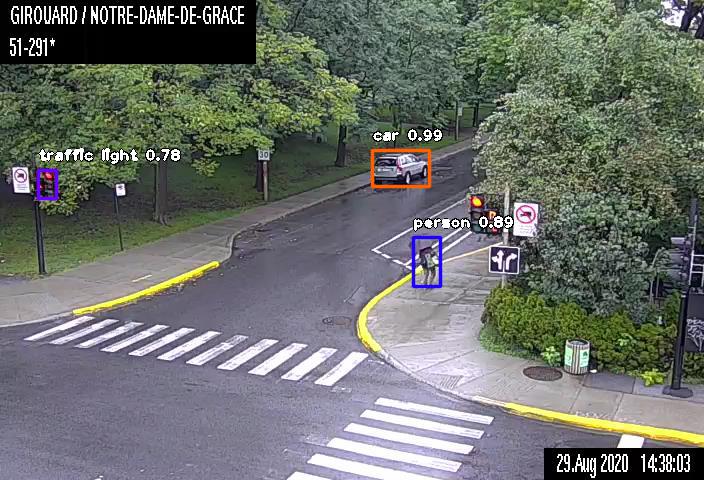 GIROUARD / NOTRE-DAME-DE-GRACE
51-291*
car 0.99
traffic light 0.78
30
person 0.89
29.Aug 2020 14:38:03